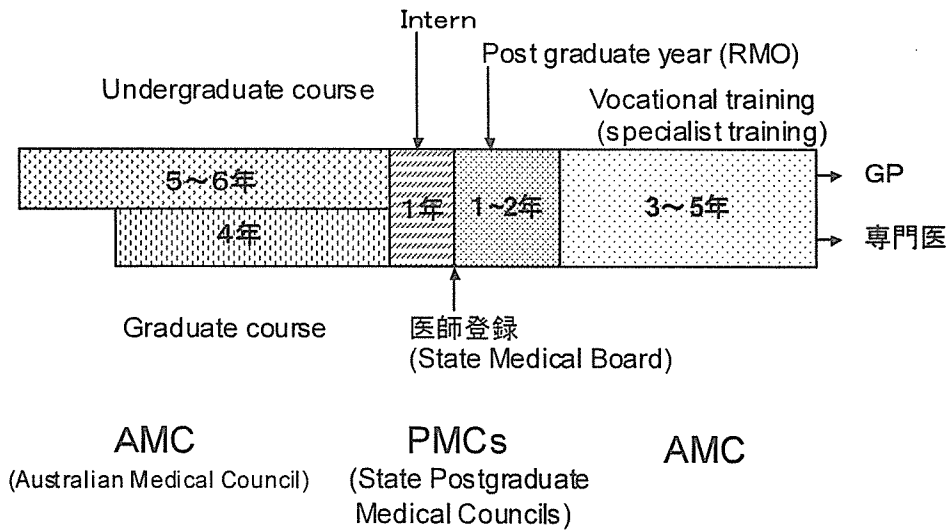 Intern
Post graduate year (RMO)
Undergraduate course
Vocational training
(specialist training)
5～6年
1年
1~2年
3～5年
GP
4年
専門医
Graduate course
医師登録
(State Medical Board)
AMC
(Australian Medical Council)
PMCs
(State Postgraduate
Medical Councils)
AMC